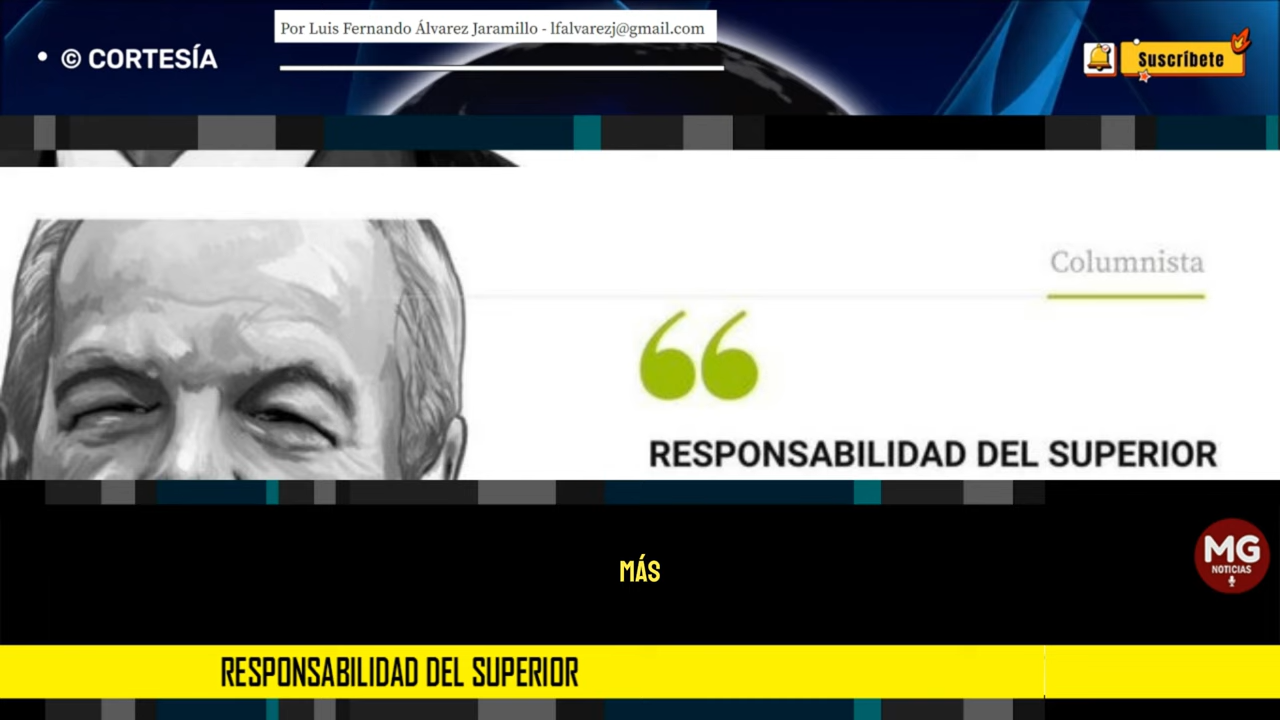 Por Luis Fernando Álvarez Jaramillo - lfalvarezj@gmail.com
• © CORTESÍA
Suscríbete
Columnista
“
RESPONSABILIDAD DEL SUPERIOR
MÁS
MG
NOTICIAS
RESPONSABILIDAD DEL SUPERIOR